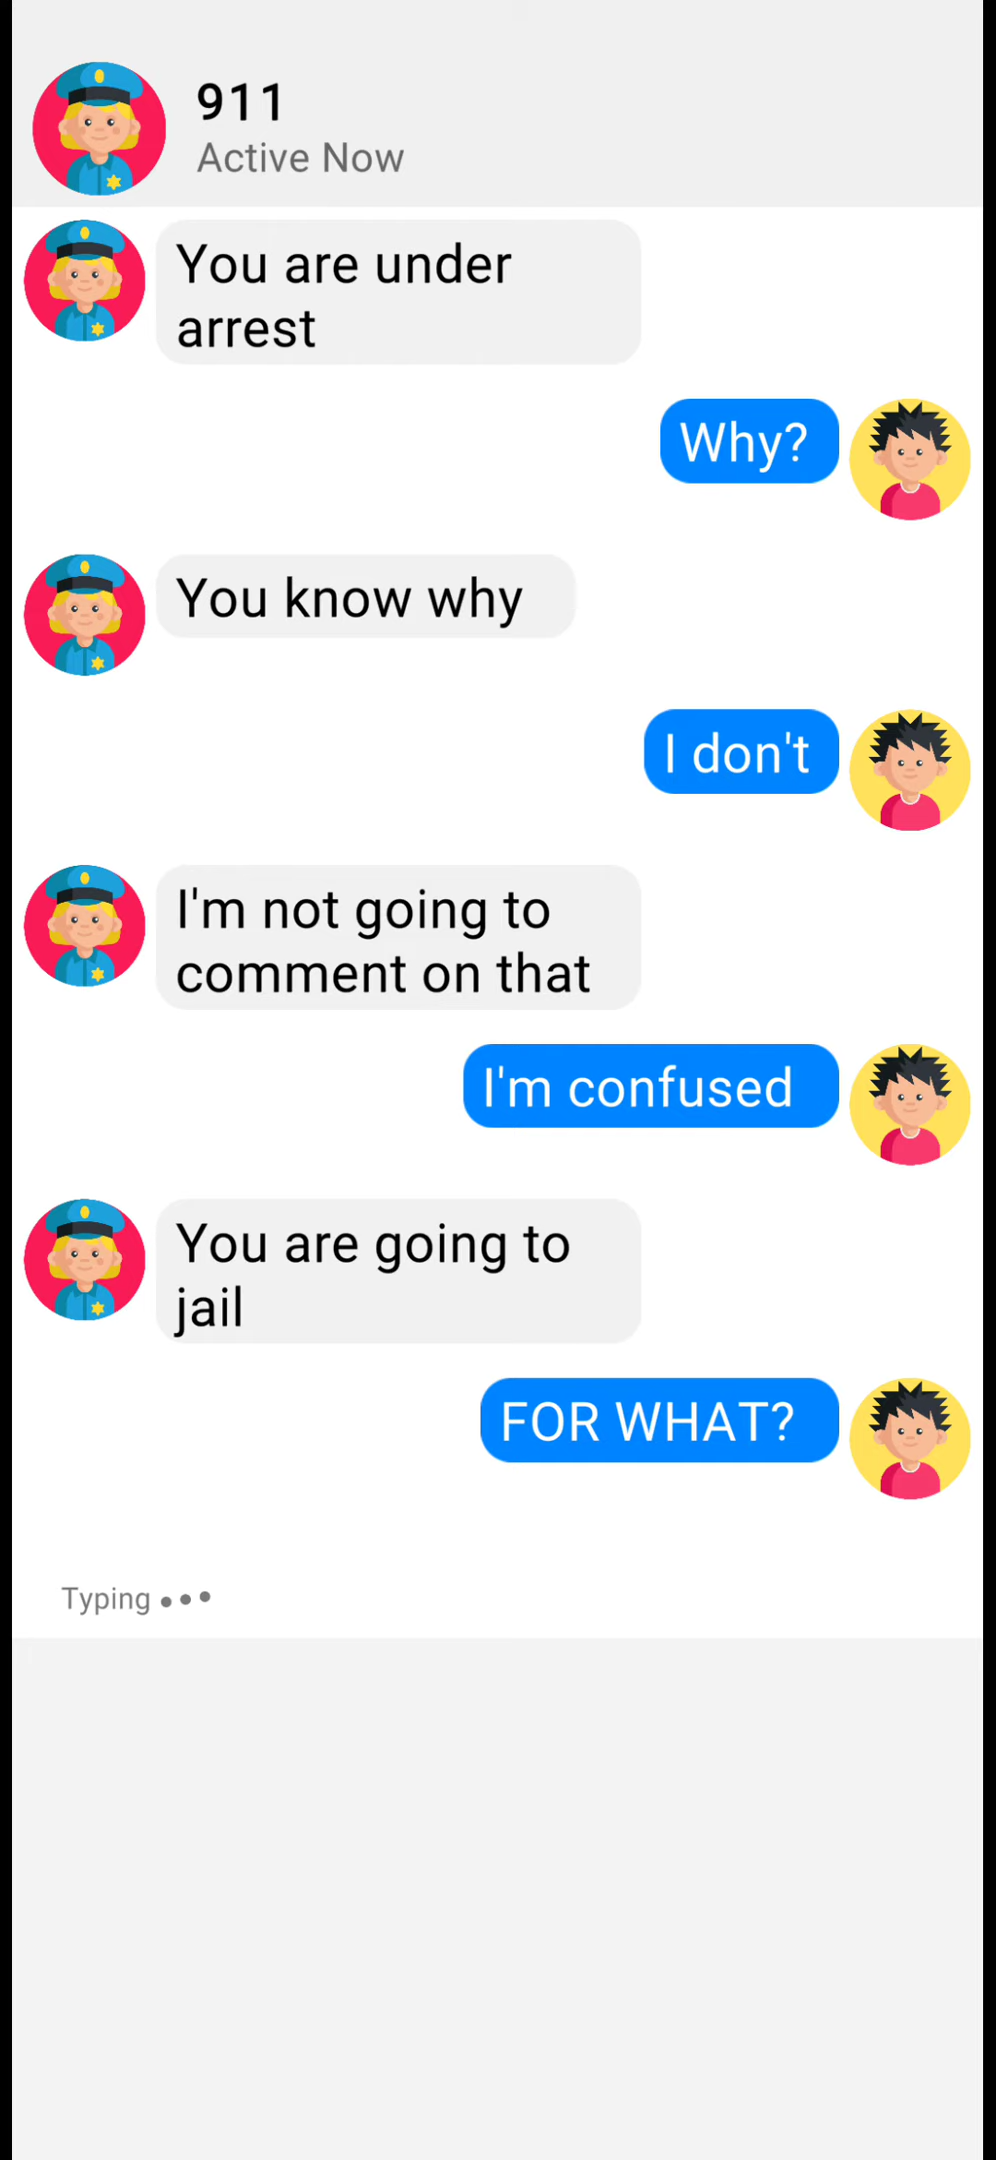 911
Active Now
You are under
arrest
Why?
You know why
I don't
I'm not going to
comment on that
I'm confused
You are going to
jail
FOR WHAT?
Typing